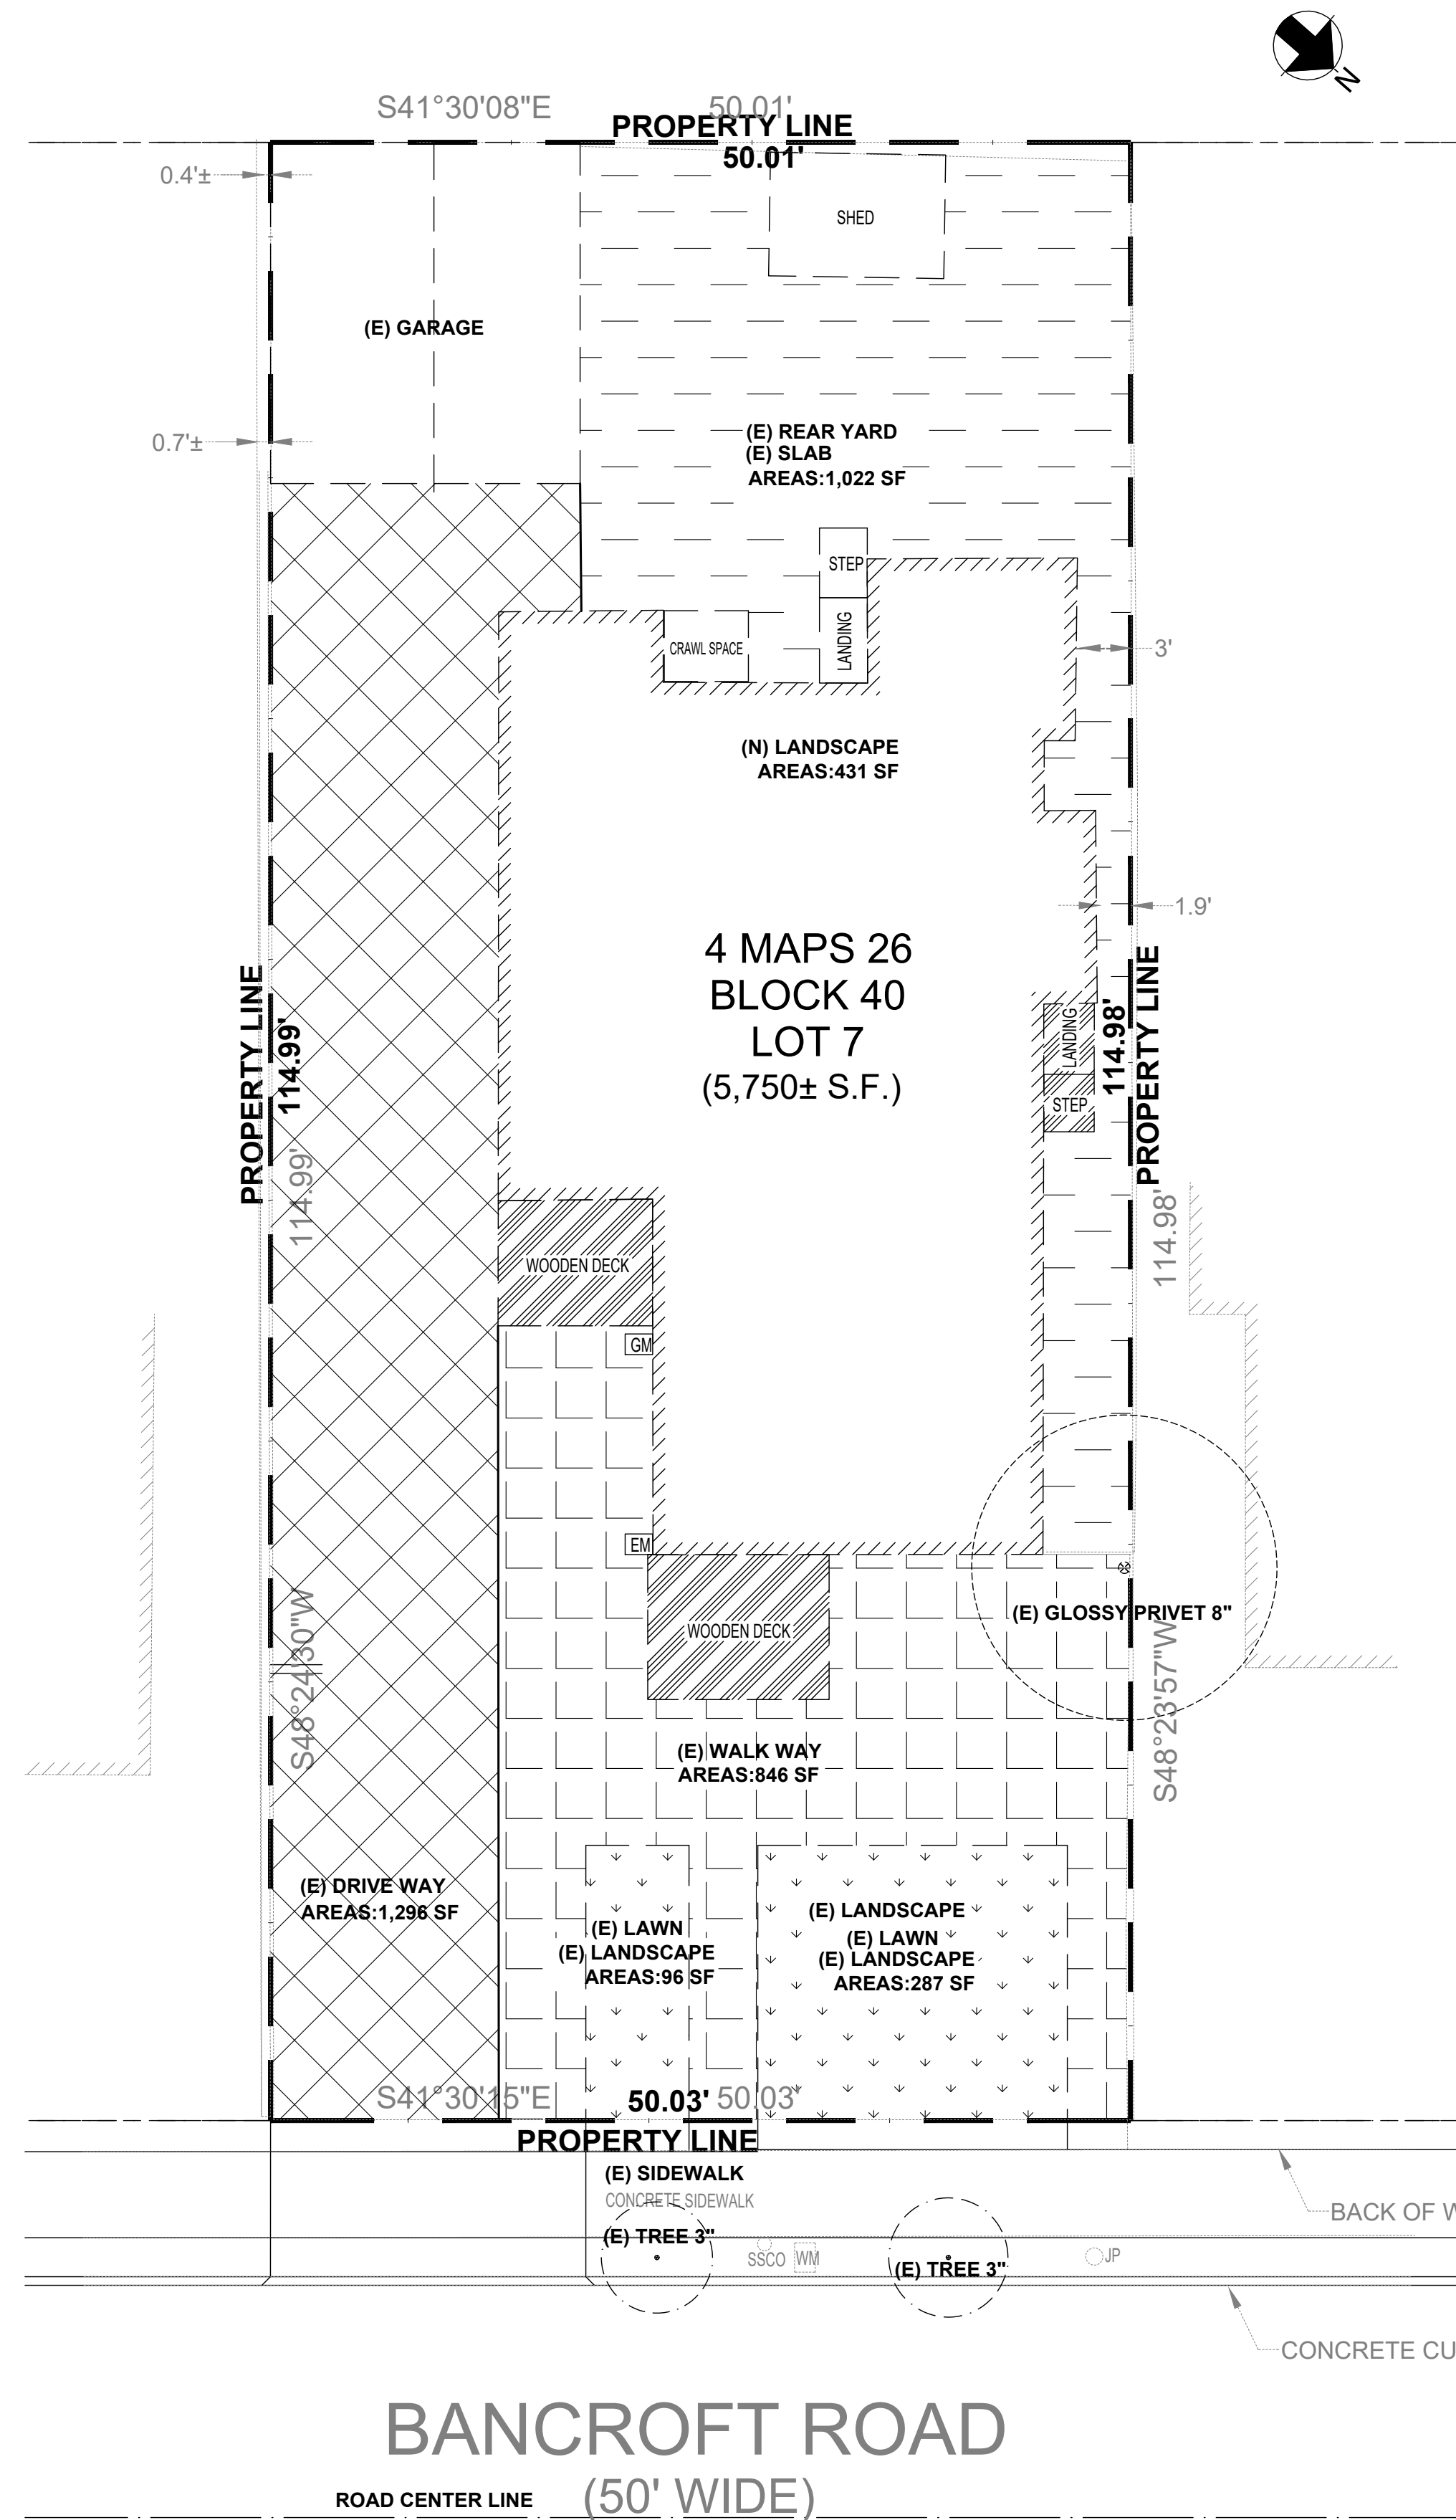 N
S41°30'08"E
50.01'
PROPERTY LINE
50.01'
0.4'±
SHED
(E) GARAGE
0.7'±
(E) REAR YARD
(E) SLAB
AREAS:1,022 SF
STEP
LANDING
CRAWL SPACE
3'
(N) LANDSCAPE
AREAS:431 SF
1.9'
4 MAPS 26
BLOCK 40
LOT 7
(5,750± S.F.)
PROPERTY LINE
114.99'
114.99'
LANDING
STEP
114.98'
PROPERTY LINE
114.98'
WOODEN DECK
GM
EM
WOODEN DECK
(E) GLOSSY PRIVET 8"
S48°24'30"W
S48°23'57"W
(E) WALK WAY
AREAS:846 SF
(E) DRIVE WAY
AREAS:1,296 SF
(E) LAWN
(E) LANDSCAPE
AREAS:96 SF
(E) LANDSCAPE
(E) LAWN
(E) LANDSCAPE
AREAS:287 SF
S41°30'15"E
50.03'
50.03'
PROPERTY LINE
(E) SIDEWALK
CONCRETE SIDEWALK
BACK OF W
(E) TREE 3"
SSCO
WM
(E) TREE 3"
JP
CONCRETE CU
BANCROFT ROAD
(50' WIDE)
ROAD CENTER LINE